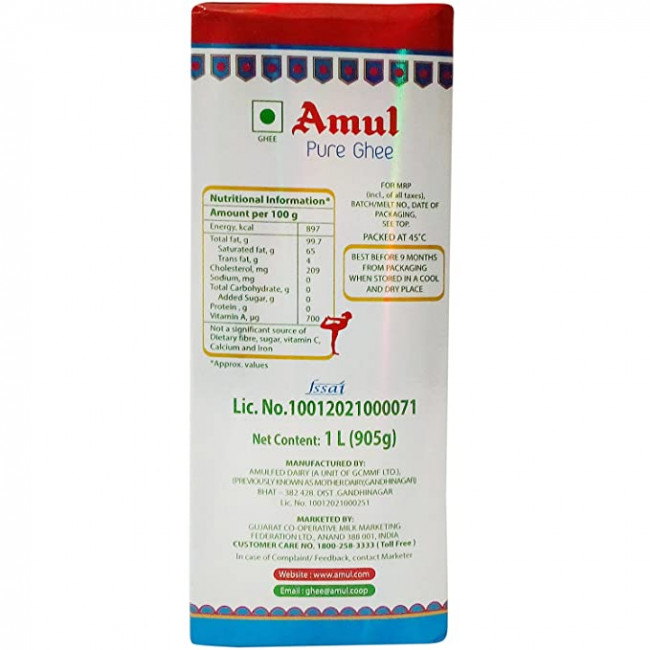 Amul
GHEE
Pure Ghee
Nutritional Information*
Amount per 100 g
Energy, kcal 897
Total fat, g 99.7
Saturated fat, g 65
Trans fat, g 4
Cholesterol, mg 209
Sodium, mg 0
Total Carbohydrate, g 0
Added Sugar, g 0
Protein , g 0
Vitamin A, µg 700
Not a significant source of
Dietary fibre, sugar, vitamin C,
Calcium and Iron
*Approx. values
FOR MRP
(incl., of all taxes),
BATCH/MELT NO., DATE OF
PACKAGING,
SEE TOP.
PACKED AT 45°C
BEST BEFORE 9 MONTHS
FROM PACKAGING
WHEN STORED IN A COOL
AND DRY PLACE
fssai
Lic. No.10012021000071
Net Content: 1 L (905g)
MANUFACTURED BY:
AMULFED DAIRY (A UNIT OF GCMMF LTD.),
(PREVIOUSLY KNOWN AS MOTHER DAIRY, GANDHINAGAR)
BHAT – 382 428. DIST. GANDHINAGAR
Lic. No. 10012021000251
MARKETED BY:
GUJARAT CO-OPERATIVE MILK MARKETING
FEDERATION LTD., ANAND 388 001, INDIA
CUSTOMER CARE NO. 1800-258-3333 ( Toll Free )
In case of Complaint/ Feedback, contact Marketer
Website : www.amul.com
Email : ghee@amul.coop